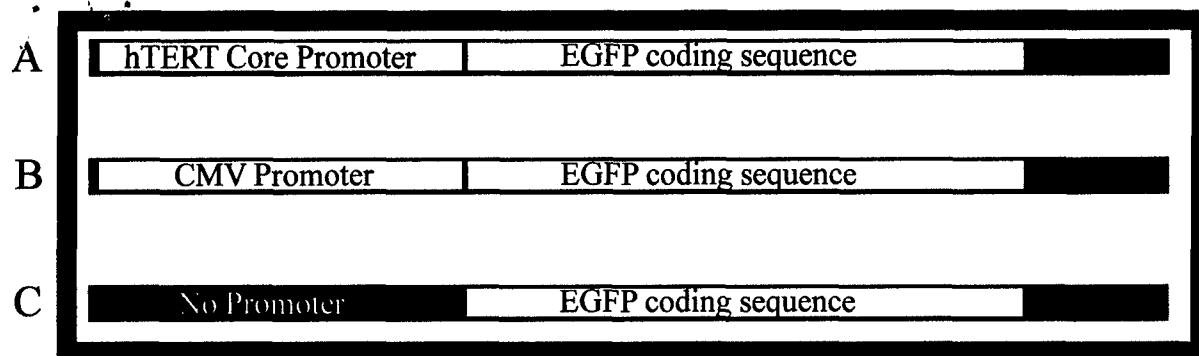 A hTERT Core Promoter EGFP coding sequence
B CMV Promoter EGFP coding sequence
C No Promoter EGFP coding sequence